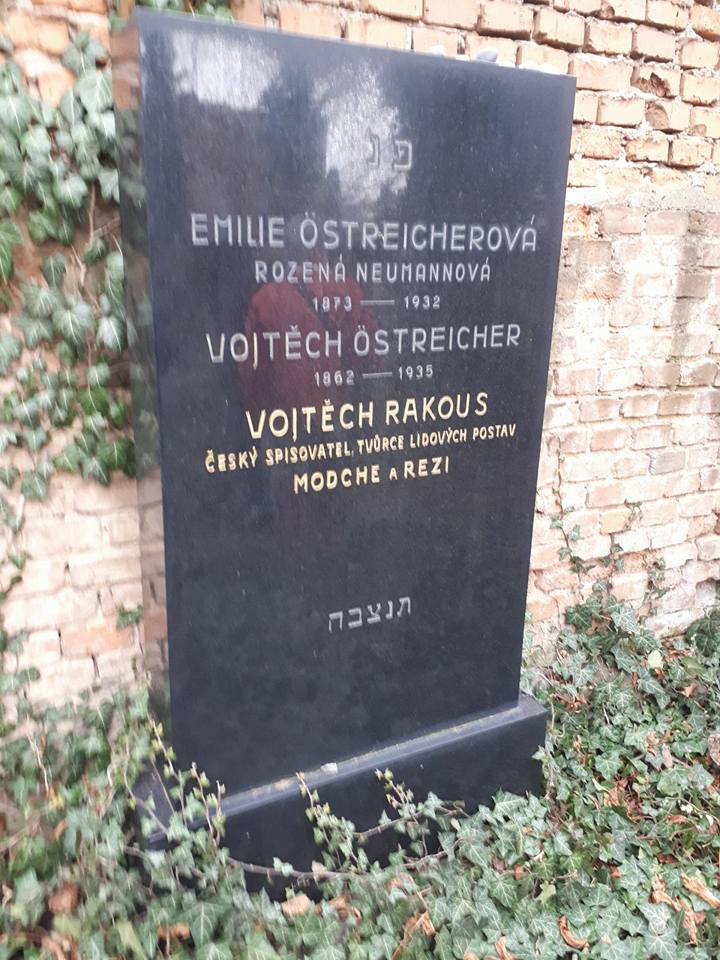 פ נ
EMILIE ÖSTREICHEROVÁ
ROZENÁ NEUMANNOVÁ
1873 — 1932
VOJTĚCH ÖSTREICHER
1862 — 1935
VOJTĚCH RAKOUS
ČESKÝ SPISOVATEL, TVŮRCE LIDOVÝCH POSTAV
MODCHE A REZI
תנצבה